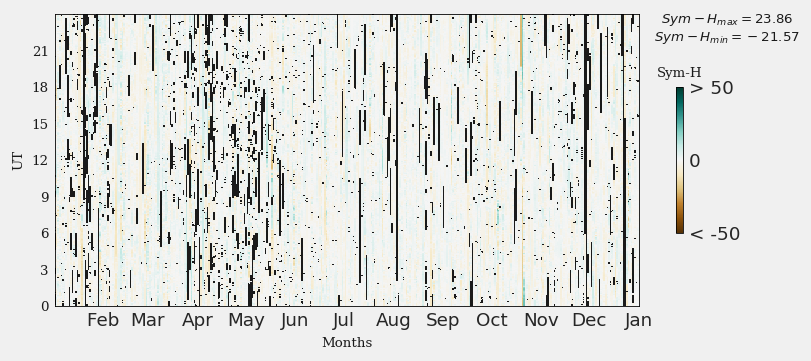 Sym−H_max = 23.86
Sym−H_min = −21.57
Sym-H
> 50
0
< -50
UT
21
18
15
12
9
6
3
0
Feb Mar Apr May Jun Jul Aug Sep Oct Nov Dec Jan
Months